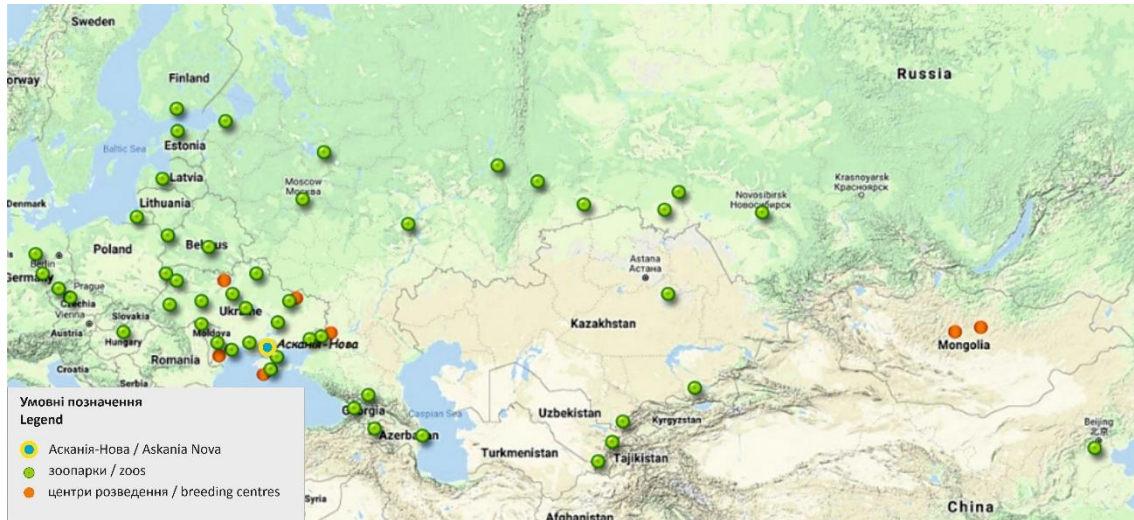 Sweden
Finland
Norway
Russia
Baltic Sea
Estonia
Latvia
Moscow
Москва
Krasnoyarsk
Красноярск
Lithuania
Denmark
Novosibirsk
Новосибирск
Poland
Belarus
Berlin
Germany
Astana
Астана
Prague
Czechia
Vienna
Slovakia
Ukraine
Austria
Hungary
Moldova
Kazakhstan
Mongolia
Асканія-Нова
Romania
Croatia
Serbia
Georgia
Caspian Sea
Uzbekistan
Kyrgyzstan
Beijing
北京
Azerbaijan
Turkmenistan
Tajikistan
Syria
Afghanistan
China
Умовні позначення
Legend
Асканія-Нова / Askania Nova
зоопарки / zoos
центри розведення / breeding centres